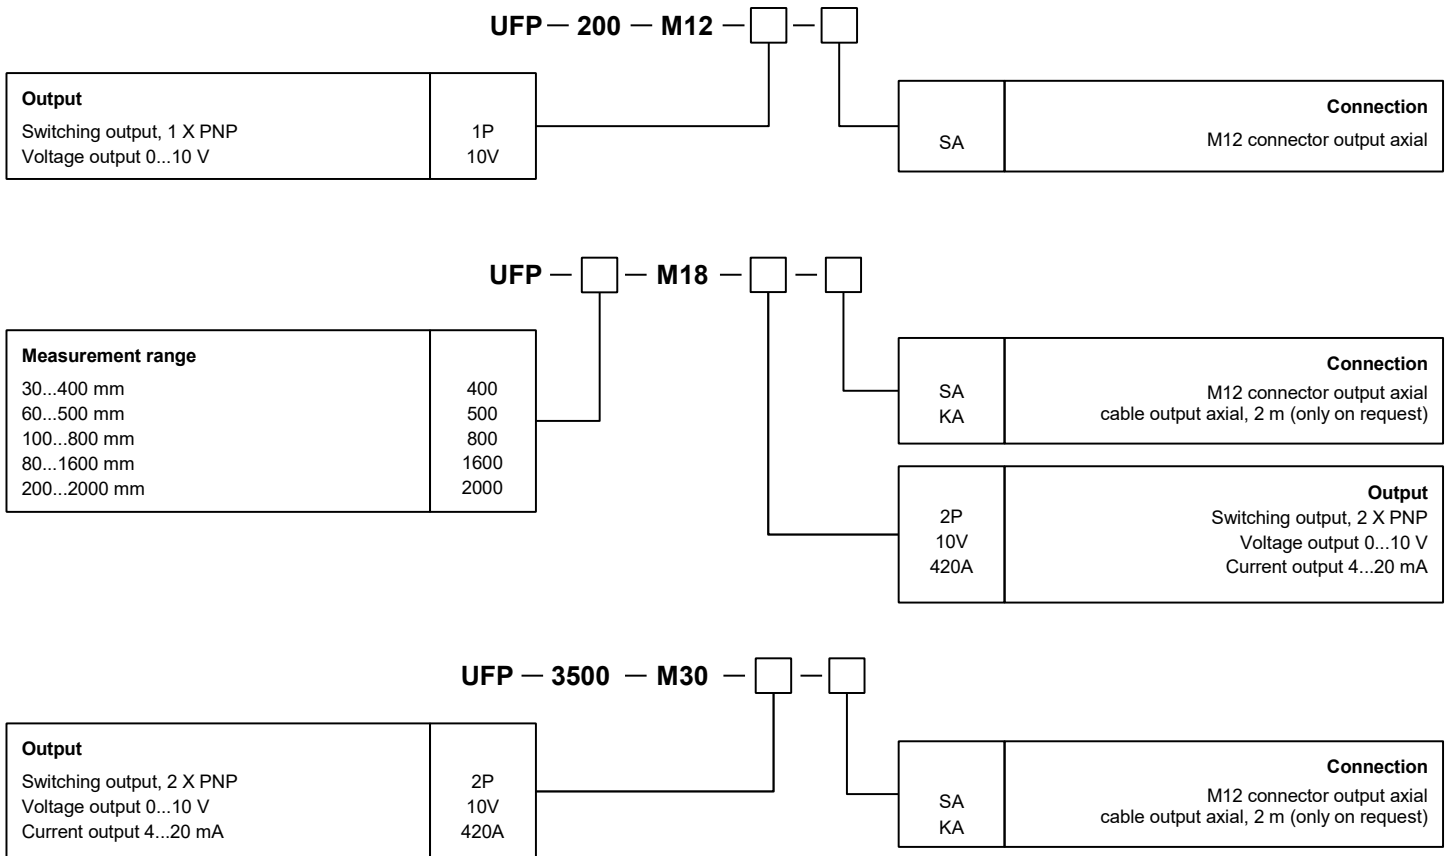 UFP — 200 — M12 — —
Output
Switching output, 1 X PNP 1P
Voltage output 0...10 V 10V
Connection
SA M12 connector output axial
UFP — — M18 — —
Measurement range
30...400 mm 400
60...500 mm 500
100...800 mm 800
80...1600 mm 1600
200...2000 mm 2000
Connection
SA M12 connector output axial
KA cable output axial, 2 m (only on request)
Output
2P Switching output, 2 X PNP
10V Voltage output 0...10 V
420A Current output 4...20 mA
UFP — 3500 — M30 — —
Output
Switching output, 2 X PNP 2P
Voltage output 0...10 V 10V
Current output 4...20 mA 420A
Connection
SA M12 connector output axial
KA cable output axial, 2 m (only on request)